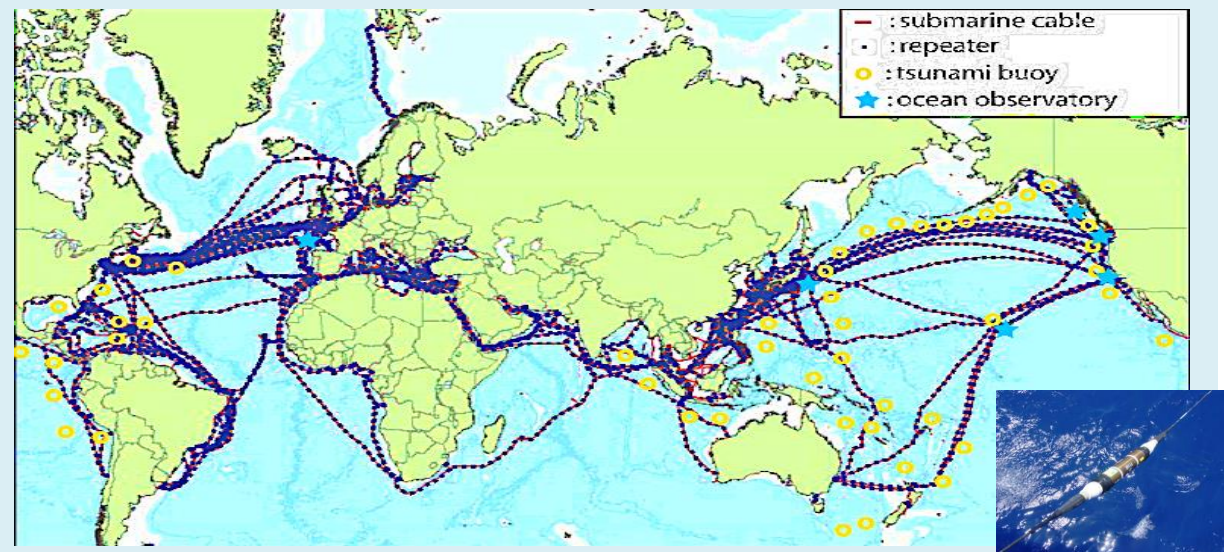 – : submarine cable
• : repeater
: tsunami buoy
★ : ocean observatory